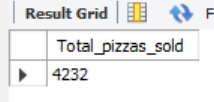 Result Grid F
Total_pizzas_sold
4232